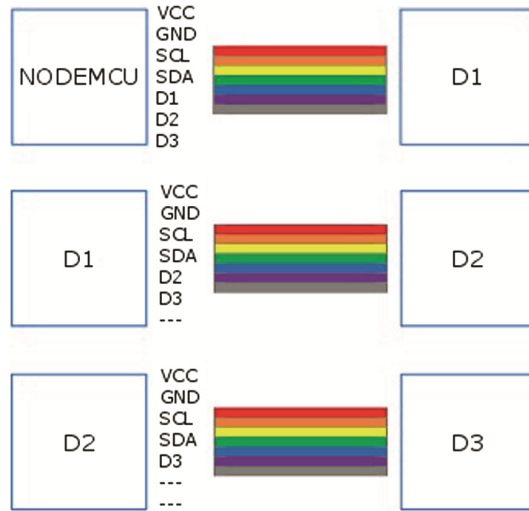 VCC
GND
SCL
NODEMCU
SDA
D1
D1
D2
D3
VCC
GND
SCL
D1
SDA
D2
D2
D3
---
VCC
GND
SCL
D2
SDA
D3
D3
---
---